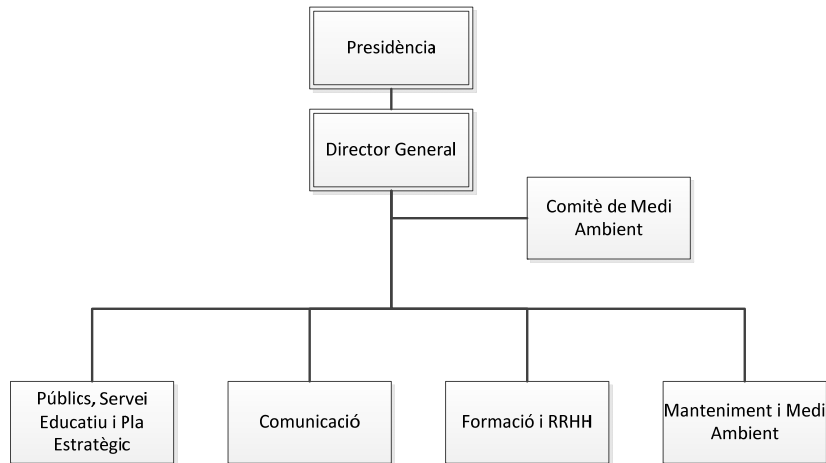 Presidència
Director General
Comitè de Medi
Ambient
Públics, Servei
Educatiu i Pla
Estratègic
Comunicació
Formació i RRHH
Manteniment i Medi
Ambient